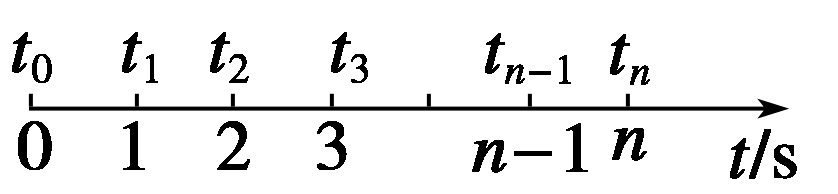 t₀ t₁ t₂ t₃ tₙ₋₁ tₙ
0 1 2 3 n−1 n t/s